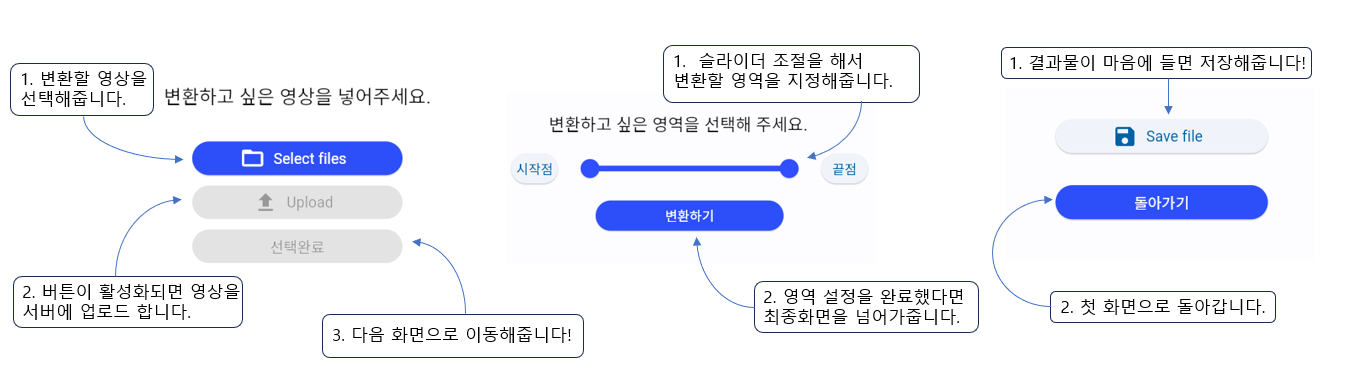 1. 변환할 영상을
선택해줍니다.
변환하고 싶은 영상을 넣어주세요.
Select files
Upload
선택완료
2. 버튼이 활성화되면 영상을
서버에 업로드 합니다.
3. 다음 화면으로 이동해줍니다!
1. 슬라이더 조절을 해서
변환할 영역을 지정해줍니다.
변환하고 싶은 영역을 선택해 주세요.
시작점
끝점
변환하기
2. 영역 설정을 완료했다면
최종화면을 넘어가줍니다.
1. 결과물이 마음에 들면 저장해줍니다!
Save file
돌아가기
2. 첫 화면으로 돌아갑니다.